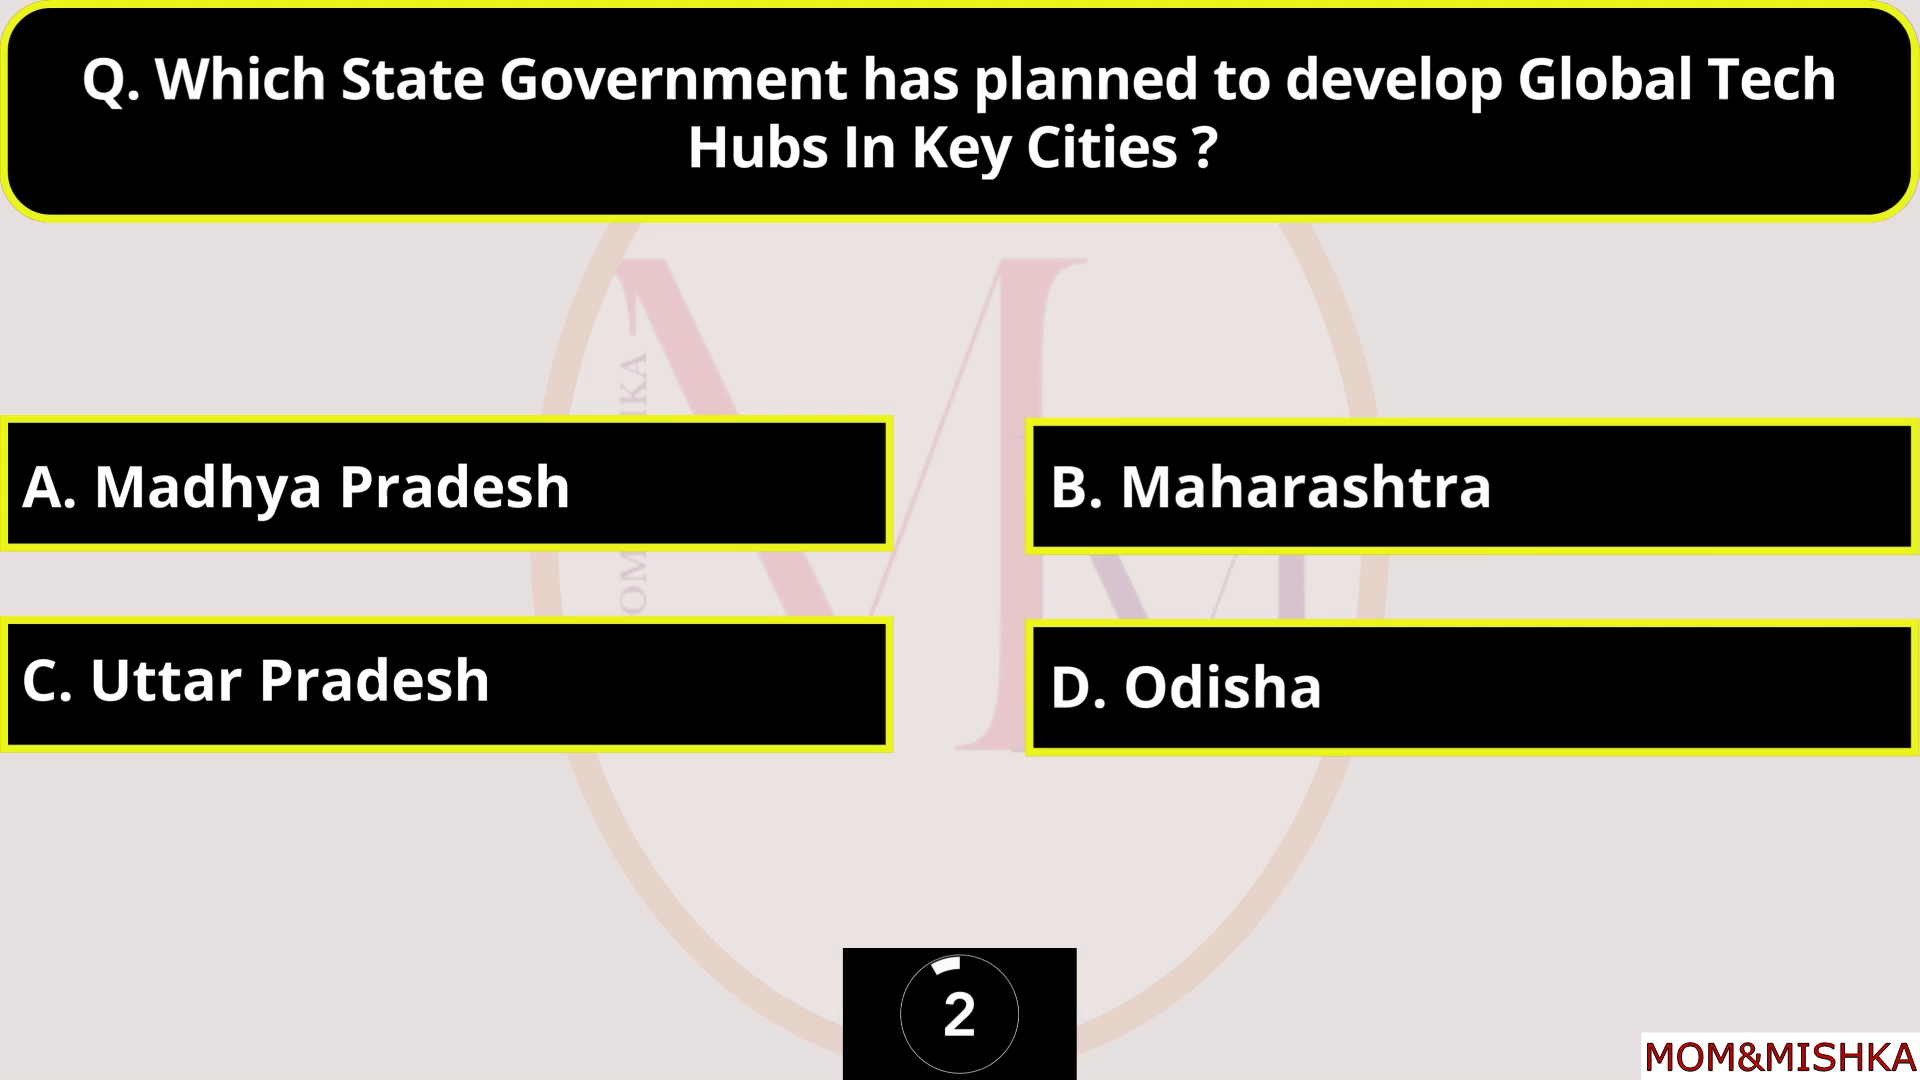 Q. Which State Government has planned to develop Global Tech
Hubs In Key Cities ?
A. Madhya Pradesh
B. Maharashtra
C. Uttar Pradesh
D. Odisha
2
MOM&MISHKA